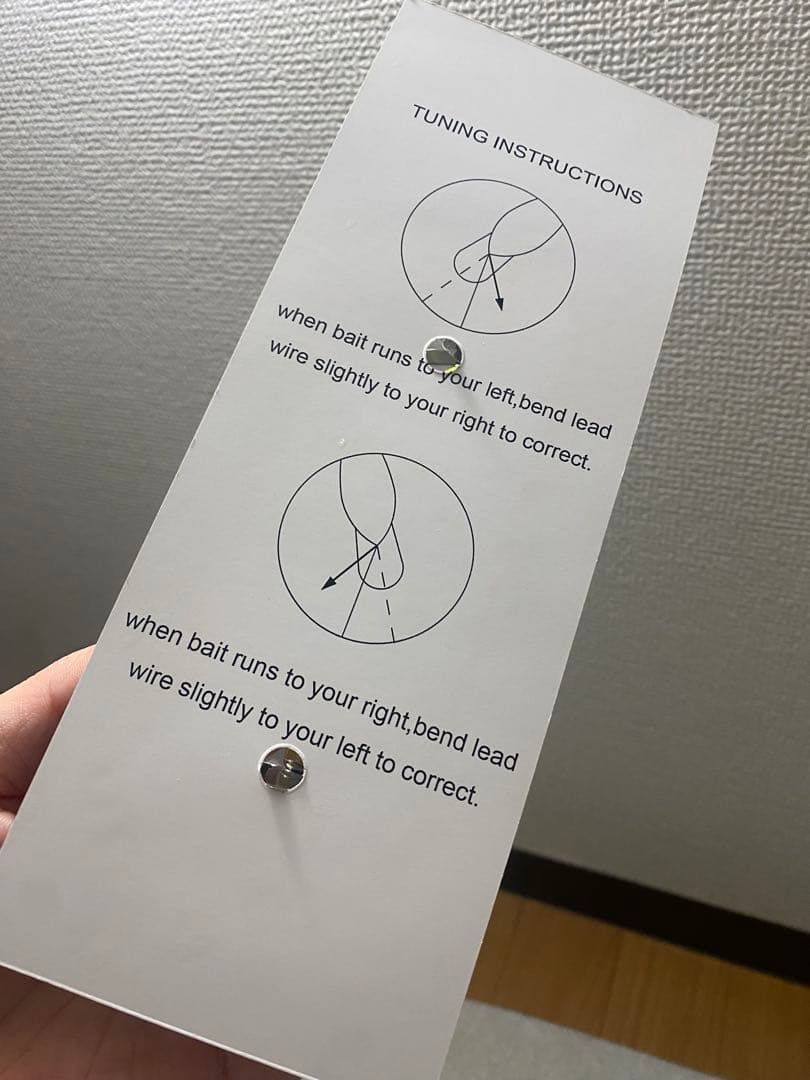 TUNING INSTRUCTIONS
when bait runs to your left,bend lead
wire slightly to your right to correct.
when bait runs to your right,bend lead
wire slightly to your left to correct.